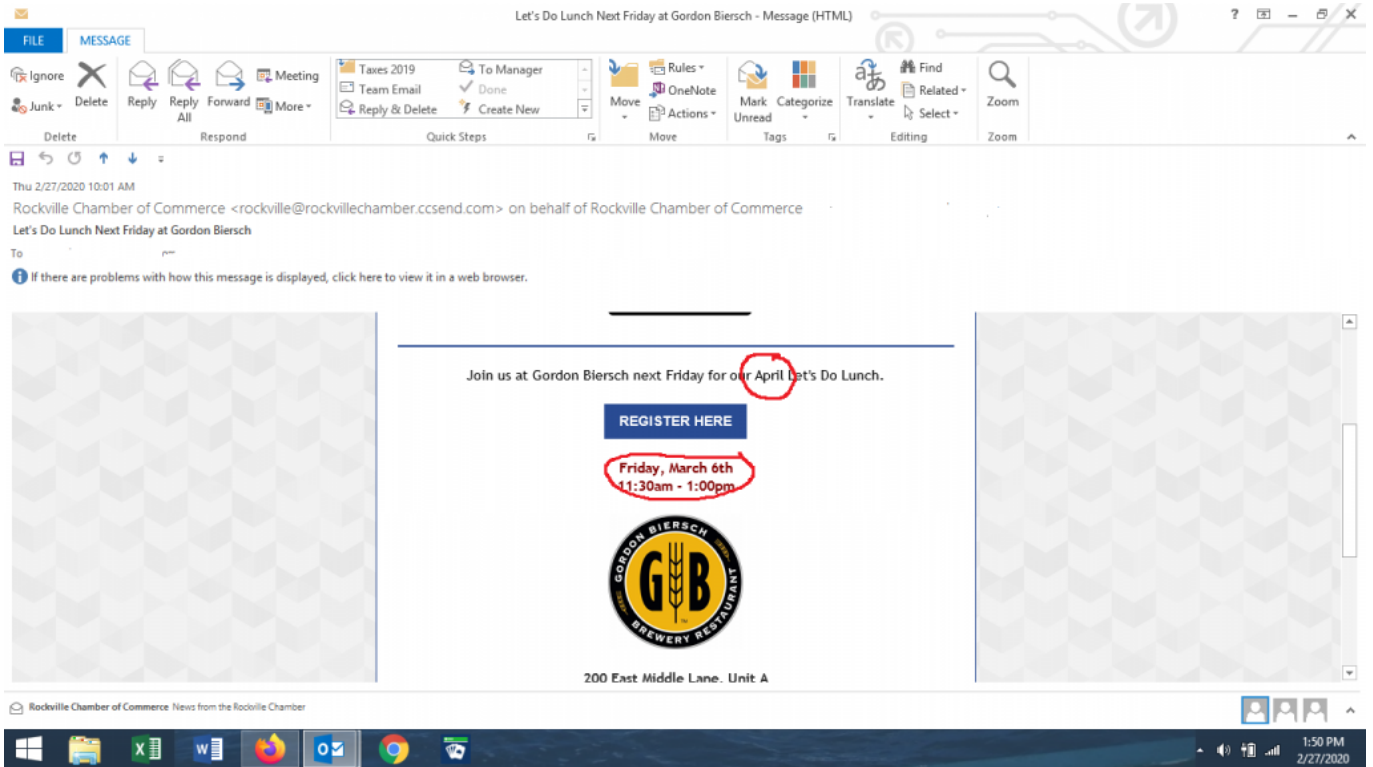 Let's Do Lunch Next Friday at Gordon Biersch - Message (HTML)
?
FILE MESSAGE
Ignore
Junk
Delete
Reply
Reply All
Forward
Meeting
More
Taxes 2019
Team Email
Reply & Delete
To Manager
Done
Create New
Move
Rules
OneNote
Actions
Mark Unread
Categorize
Translate
Find
Related
Select
Zoom
Delete Respond Quick Steps Move Tags Editing Zoom
Thu 2/27/2020 10:01 AM
Rockville Chamber of Commerce <rockville@rockvillechamber.ccsend.com> on behalf of Rockville Chamber of Commerce
Let's Do Lunch Next Friday at Gordon Biersch
To
If there are problems with how this message is displayed, click here to view it in a web browser.
Join us at Gordon Biersch next Friday for our April Let's Do Lunch.
REGISTER HERE
Friday, March 6th
11:30am - 1:00pm
GORDON BIERSCH
GB
TM
BREWERY RESTAURANT
200 East Middle Lane, Unit A
Rockville Chamber of Commerce News from the Rockville Chamber
1:50 PM
2/27/2020